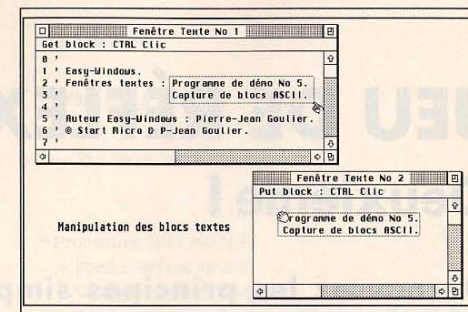 Fenêtre Texte No 1
Get block : CTRL Clic
0 '
1 ' Easy-Windows.
2 ' Fenêtres textes : Programme de démo No 5.
3 ' Capture de blocs ASCII.
4 '
5 ' Auteur Easy-Windows : Pierre-Jean Goulier.
6 ' © Start Micro & P-Jean Goulier.
7 '
Fenêtre Texte No 2
Put block : CTRL Clic
rogramme de démo No 5.
Capture de blocs ASCII.
Manipulation des blocs textes